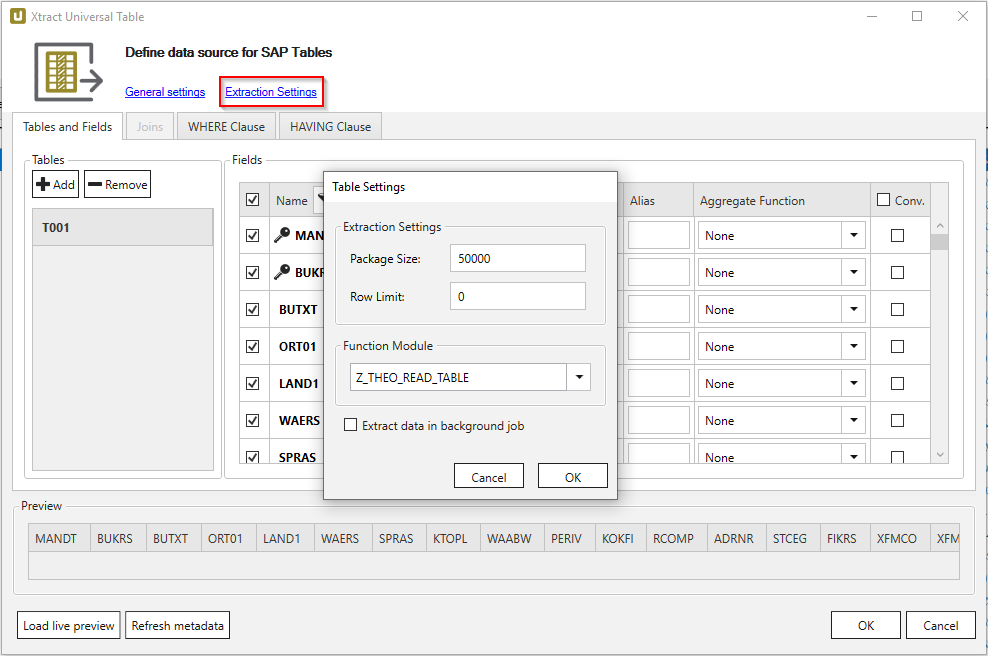 Xtract Universal Table
Define data source for SAP Tables
General settings Extraction Settings
Tables and Fields Joins WHERE Clause HAVING Clause
Tables
Add Remove
T001
Fields
Name Alias Aggregate Function Conv.
MAN None
BUKR None
BUTXT None
ORT01 None
LAND1 None
WAERS None
SPRAS None
Table Settings
Extraction Settings
Package Size: 50000
Row Limit: 0
Function Module
Z_THEO_READ_TABLE
Extract data in background job
Cancel OK
Preview
MANDT BUKRS BUTXT ORT01 LAND1 WAERS SPRAS KTOPL WAABW PERIV KOKFI RCOMP ADRNR STCEG FIKRS XFMCO XFM
Load live preview Refresh metadata OK Cancel